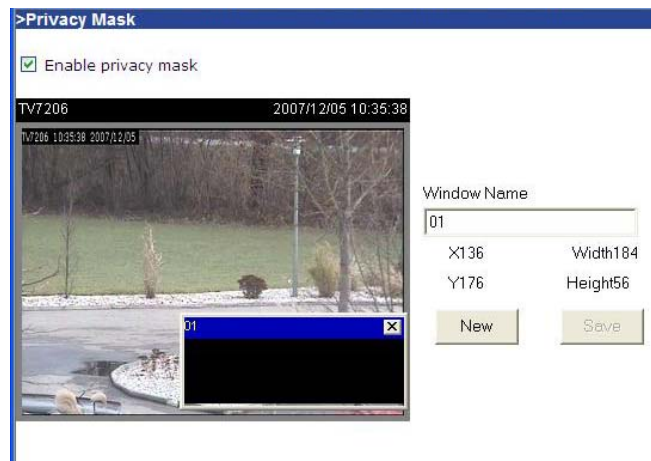 >Privacy Mask
Enable privacy mask
TV7206 2007/12/05 10:35:38
TV7206 10:35:38 2007/12/05
Window Name
01
X136 Width184
Y176 Height56
New Save
01